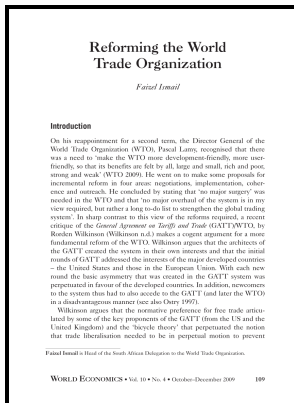 Reforming the World
Trade Organization
Faizel Ismail
Introduction
On his reappointment for a second term, the Director General of the
World Trade Organization (WTO), Pascal Lamy, recognised that there
was a need to ‘make the WTO more development-friendly, more user-
friendly, so that its benefits are felt by all, large and small, rich and poor,
strong and weak’ (WTO 2009). He went on to make some proposals for
incremental reform in four areas: negotiations, implementation, coher-
ence and outreach. He concluded by stating that ‘no major surgery’ was
needed in the WTO and that ‘no major overhaul of the system is in my
view required, but rather a long to-do list to strengthen the global trading
system’. In sharp contrast to this view of the reforms required, a recent
critique of the General Agreement on Tariffs and Trade (GATT)/WTO, by
Rorden Wilkinson (Wilkinson n.d.) makes a cogent argument for a more
fundamental reform of the WTO. Wilkinson argues that the architects of
the GATT created the system in their own interests and that the initial
rounds of GATT addressed the interests of the major developed countries
– the United States and those in the European Union. With each new
round the basic asymmetry that was created in the GATT system was
perpetuated in favour of the developed countries. In addition, newcomers
to the system thus had to also accede to the GATT (and later the WTO)
in a disadvantageous manner (see also Ostry 1997).
Wilkinson argues that the normative preference for free trade articu-
lated by some of the key proponents of the GATT (from the US and the
United Kingdom) and the ‘bicycle theory’ that perpetuated the notion
that trade liberalisation needed to be in perpetual motion to prevent
Faizel Ismail is Head of the South African Delegation to the World Trade Organization.
WORLD ECONOMICS • Vol. 10 • No. 4 • October–December 2009 109